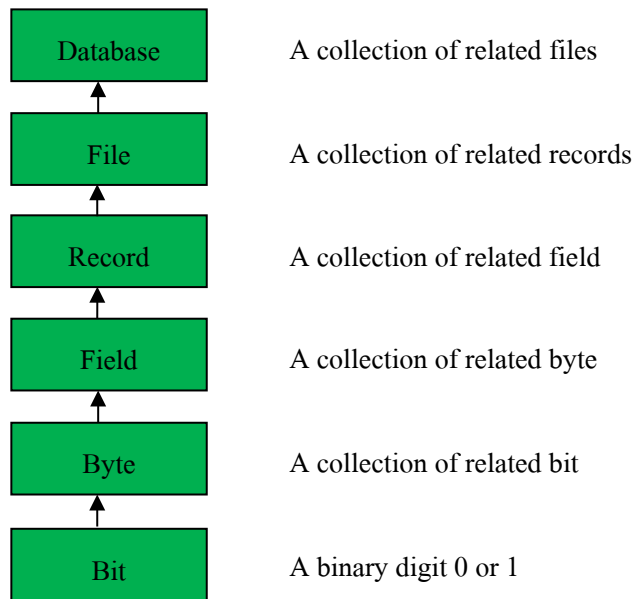 Database A collection of related files
File A collection of related records
Record A collection of related field
Field A collection of related byte
Byte A collection of related bit
Bit A binary digit 0 or 1